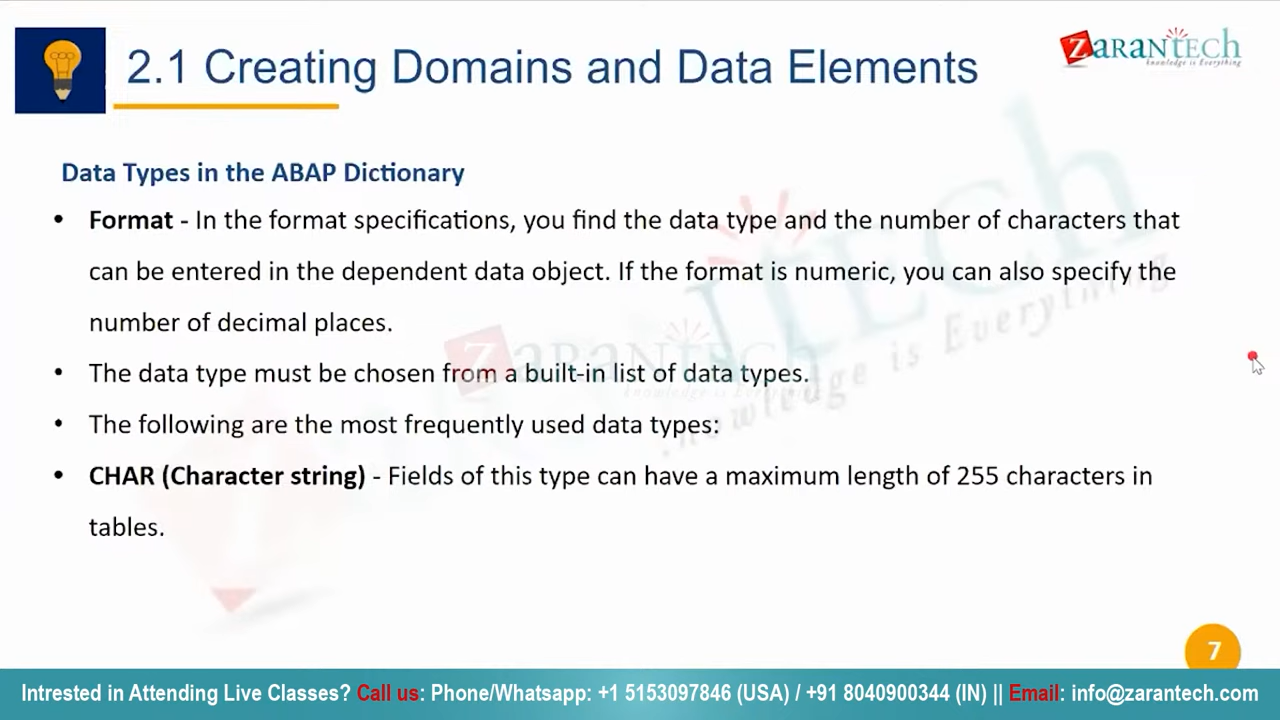 2.1 Creating Domains and Data Elements
ZARANTECH
knowledge is Everything
Data Types in the ABAP Dictionary
• Format - In the format specifications, you find the data type and the number of characters that
can be entered in the dependent data object. If the format is numeric, you can also specify the
number of decimal places.
• The data type must be chosen from a built-in list of data types.
• The following are the most frequently used data types:
• CHAR (Character string) - Fields of this type can have a maximum length of 255 characters in
tables.
ZARANTECH
knowledge is Everything
7
Intrested in Attending Live Classes? Call us: Phone/Whatsapp: +1 5153097846 (USA) / +91 8040900344 (IN) || Email: info@zarantech.com